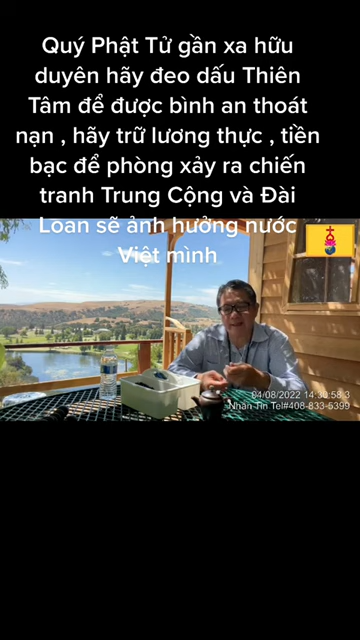 Quý Phật Tử gần xa hữu
duyên hãy đeo dấu Thiên
Tâm để được bình an thoát
nạn , hãy trữ lương thực , tiền
bạc để phòng xảy ra chiến
tranh Trung Cộng và Đài
Loan sẽ ảnh hưởng nước
Việt mình
04/08/2022 14:30:58.3
Nhắn Tin Tel#408-833-5399